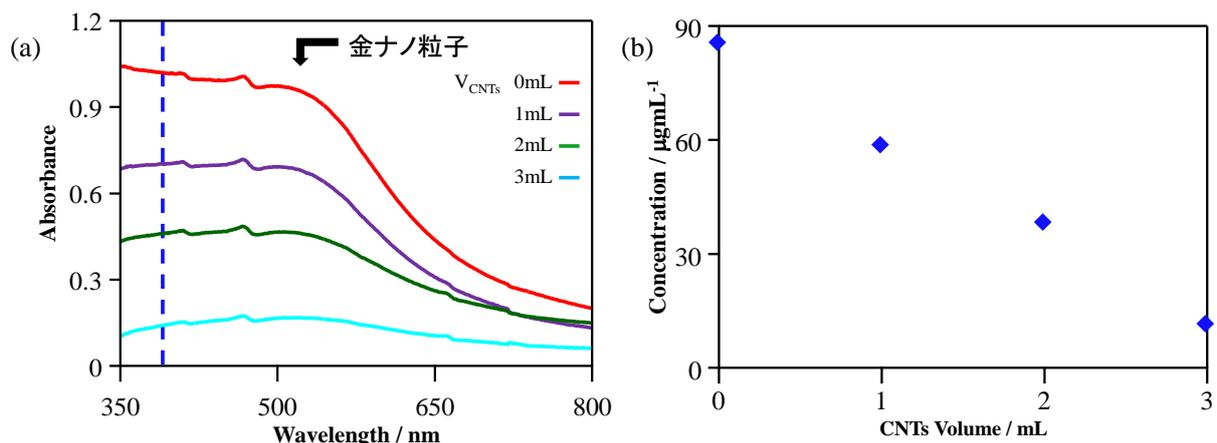 (a)
1.2
0.9
0.6
0.3
0
Absorbance
金ナノ粒子
VCNTs 0mL
1mL
2mL
3mL
350 500 650 800
Wavelength / nm
(b)
90
60
30
0
Concentration / μgmL-1
0 1 2 3
CNTs Volume / mL